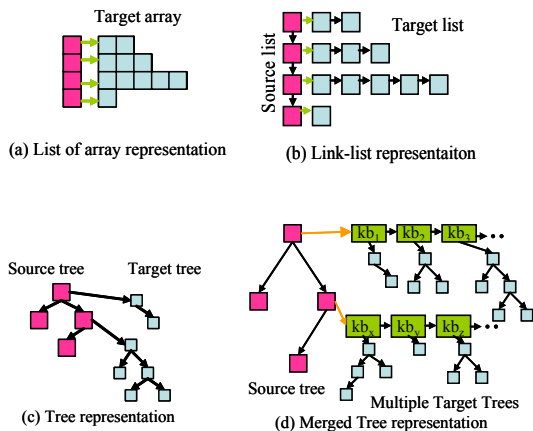 Target array
(a) List of array representation
Source list
Target list
(b) Link-list representaiton
Source tree
Target tree
(c) Tree representation
kb1 kb2 kb3
kbx kby kbz
Source tree
Multiple Target Trees
(d) Merged Tree representation